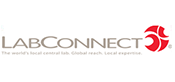 LABCONNECT®
The world's local central lab. Global reach. Local expertise.